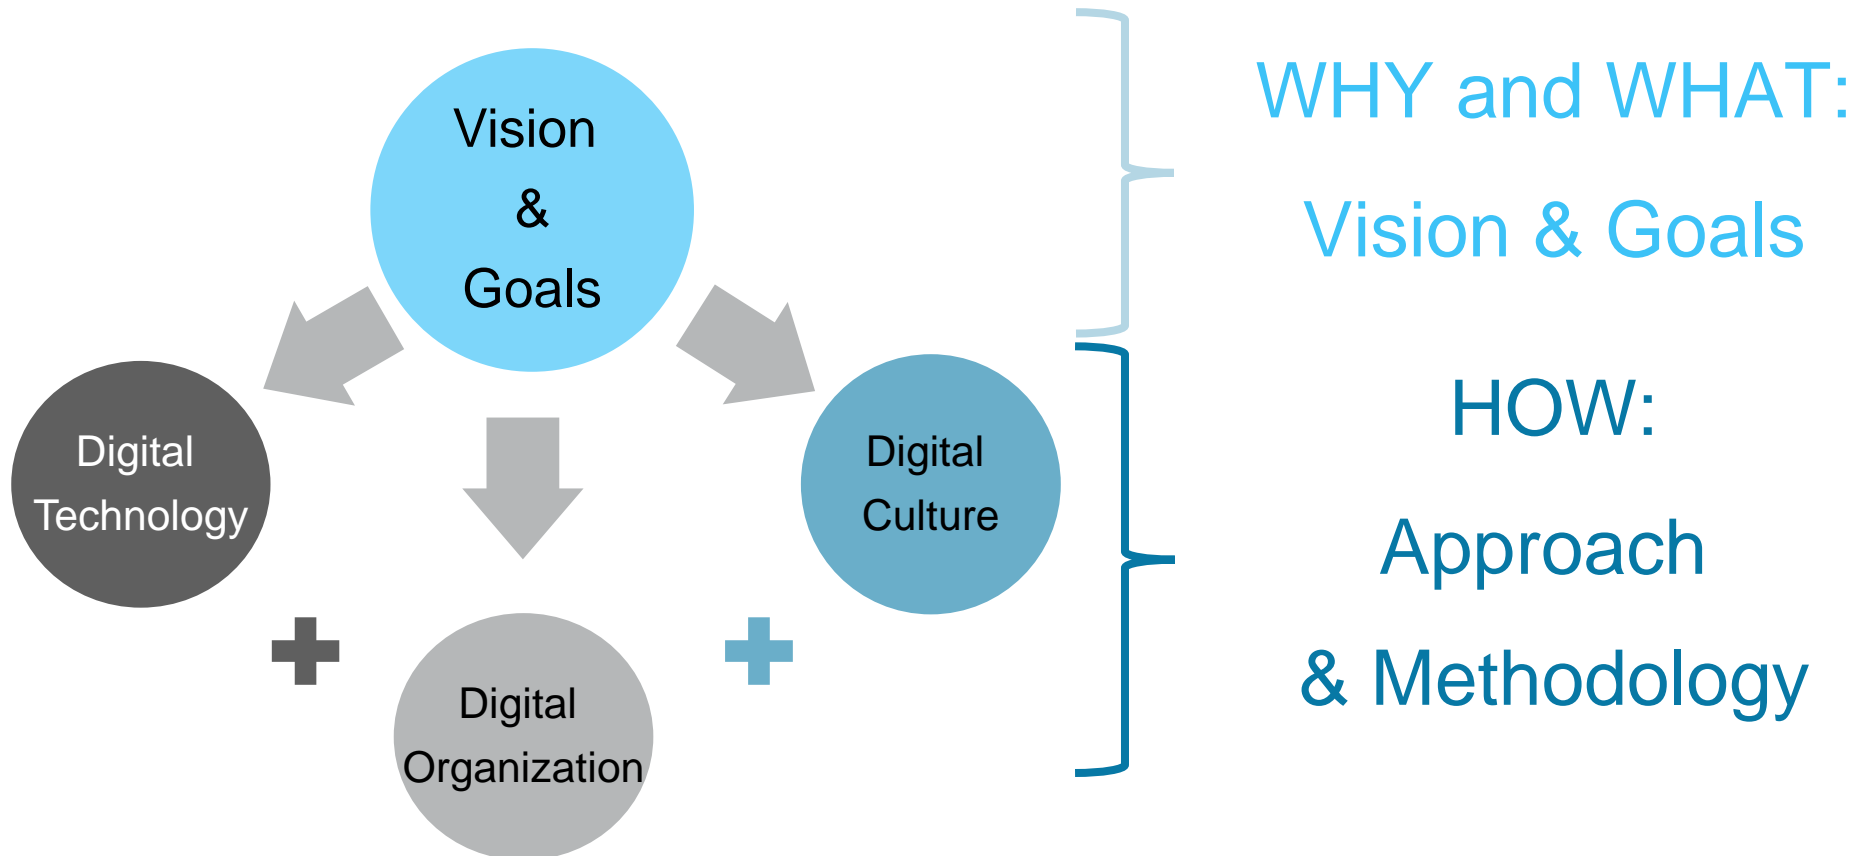 Vision
&
Goals
Digital
Technology
Digital
Organization
Digital
Culture
WHY and WHAT:
Vision & Goals
HOW:
Approach
& Methodology